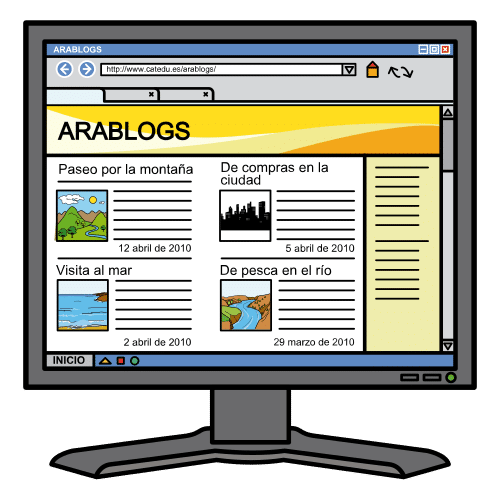 ARABLOGS
http://www.catedu.es/arablogs/
ARABLOGS
Paseo por la montaña
12 abril de 2010
De compras en la
ciudad
5 abril de 2010
Visita al mar
2 abril de 2010
De pesca en el río
29 marzo de 2010
INICIO